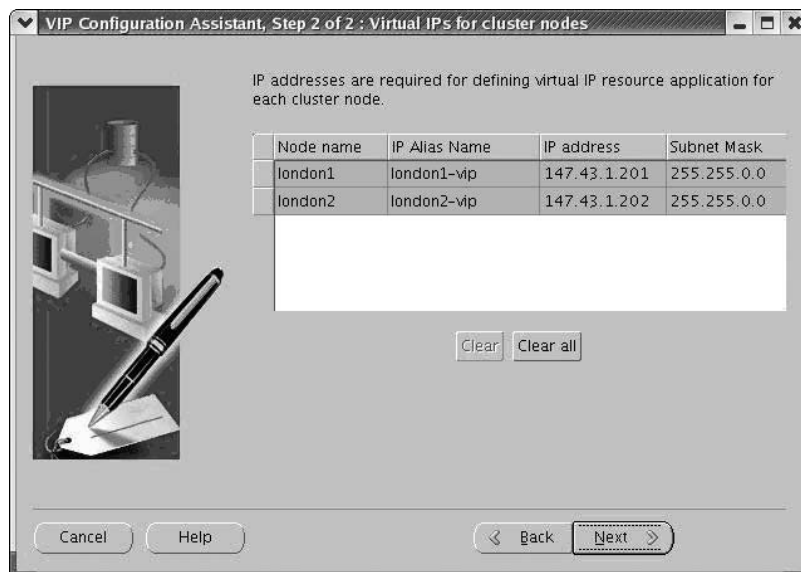 VIP Configuration Assistant, Step 2 of 2 : Virtual IPs for cluster nodes
IP addresses are required for defining virtual IP resource application for
each cluster node.
Node name IP Alias Name IP address Subnet Mask
london1 london1-vip 147.43.1.201 255.255.0.0
london2 london2-vip 147.43.1.202 255.255.0.0
Clear Clear all
Cancel Help Back Next